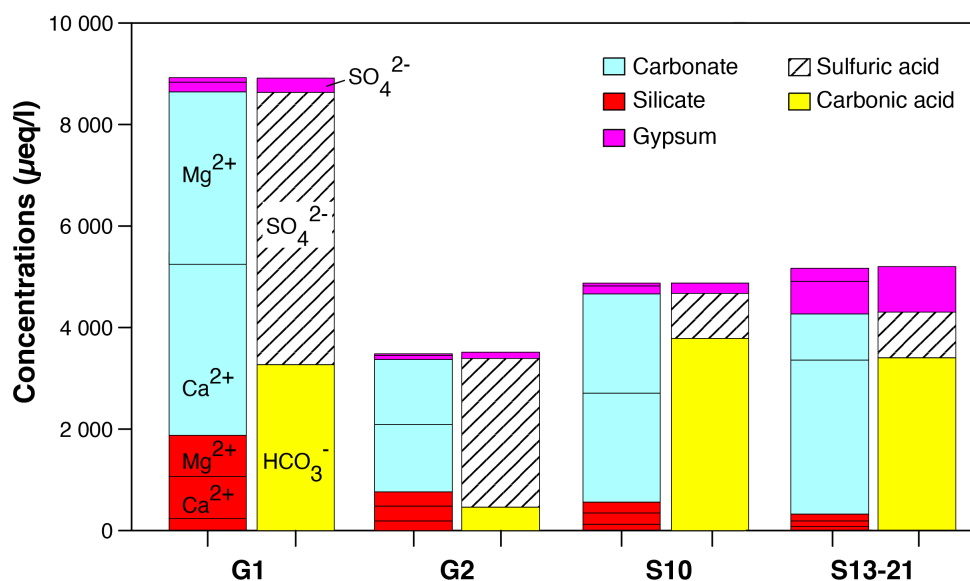 Concentrations (µeq/l)
10 000
8 000
6 000
4 000
2 000
0
Carbonate
Silicate
Gypsum
Sulfuric acid
Carbonic acid
SO₄²⁻
Mg²⁺
SO₄²⁻
Ca²⁺
Mg²⁺
HCO₃⁻
Ca²⁺
G1
G2
S10
S13-21